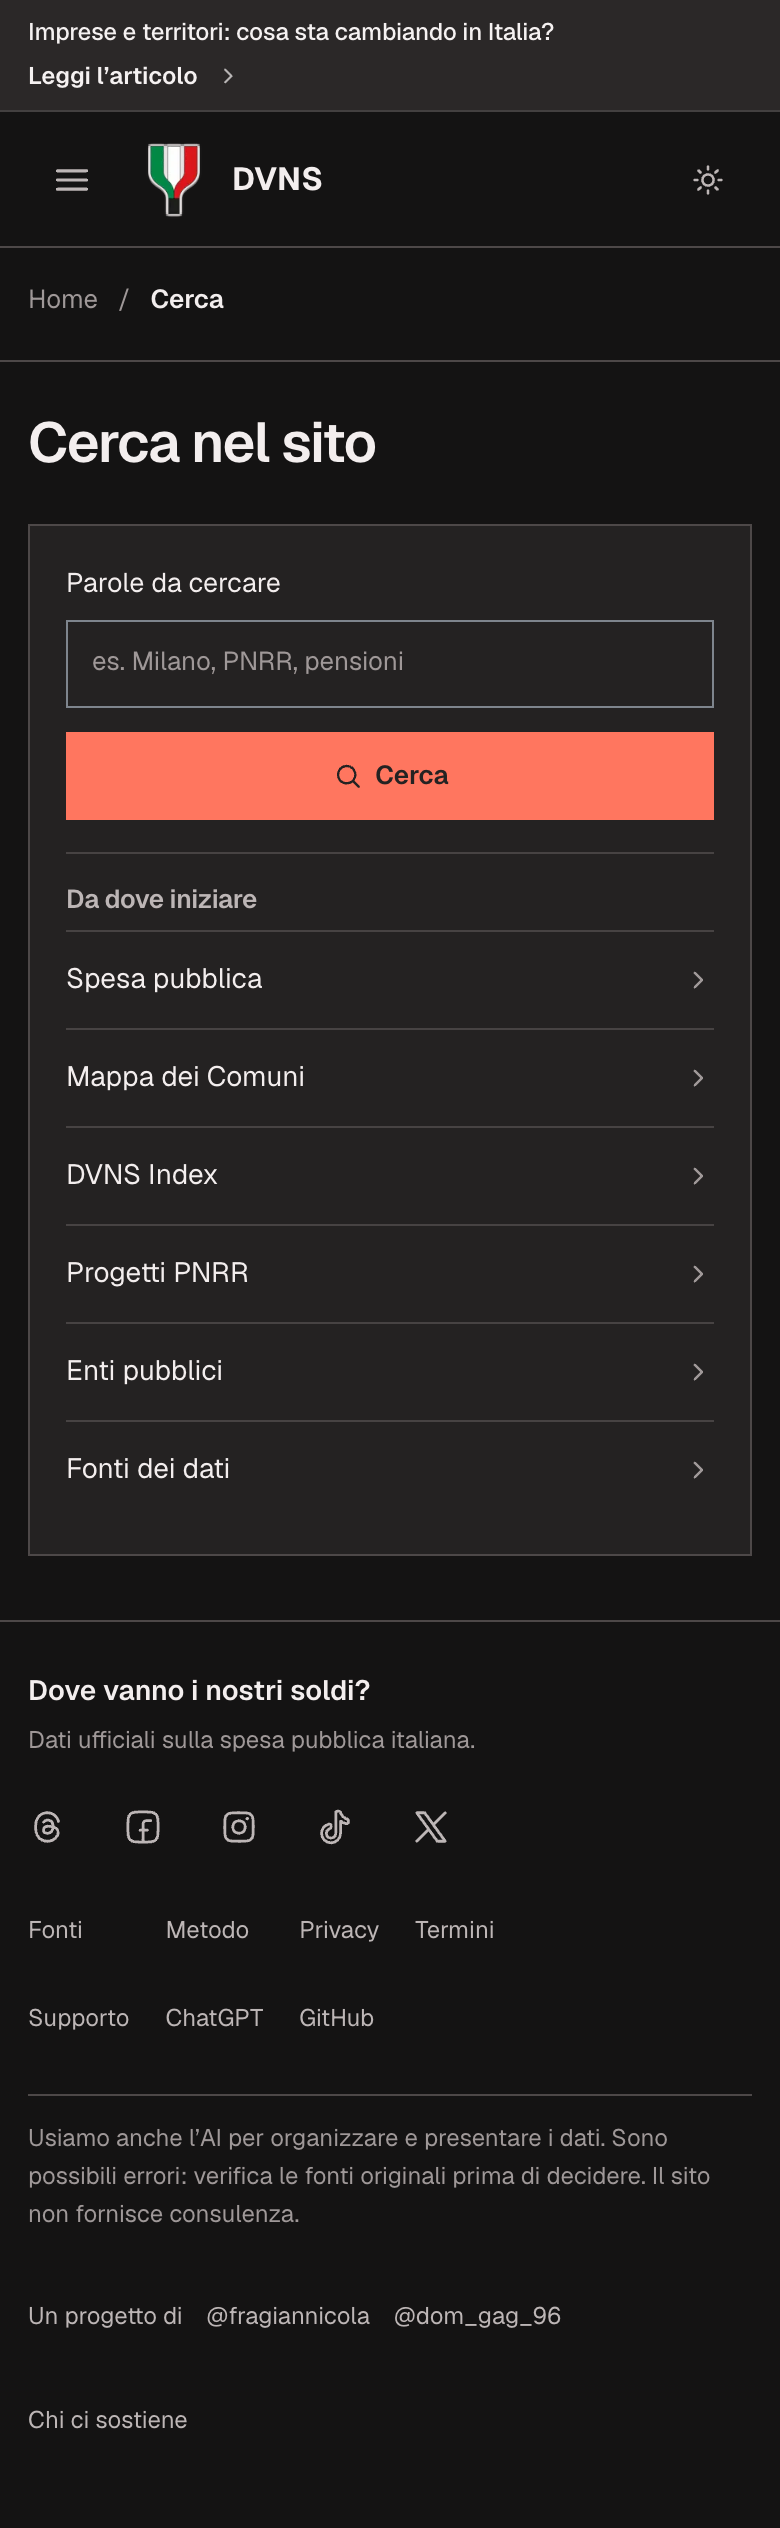 Imprese e territori: cosa sta cambiando in Italia?
Leggi l’articolo
DVNS
Home / Cerca
Cerca nel sito
Parole da cercare
es. Milano, PNRR, pensioni
Cerca
Da dove iniziare
Spesa pubblica
Mappa dei Comuni
DVNS Index
Progetti PNRR
Enti pubblici
Fonti dei dati
Dove vanno i nostri soldi?
Dati ufficiali sulla spesa pubblica italiana.
Fonti Metodo Privacy Termini
Supporto ChatGPT GitHub
Usiamo anche l’AI per organizzare e presentare i dati. Sono
possibili errori: verifica le fonti originali prima di decidere. Il sito
non fornisce consulenza.
Un progetto di @fragiannicola @dom_gag_96
Chi ci sostiene